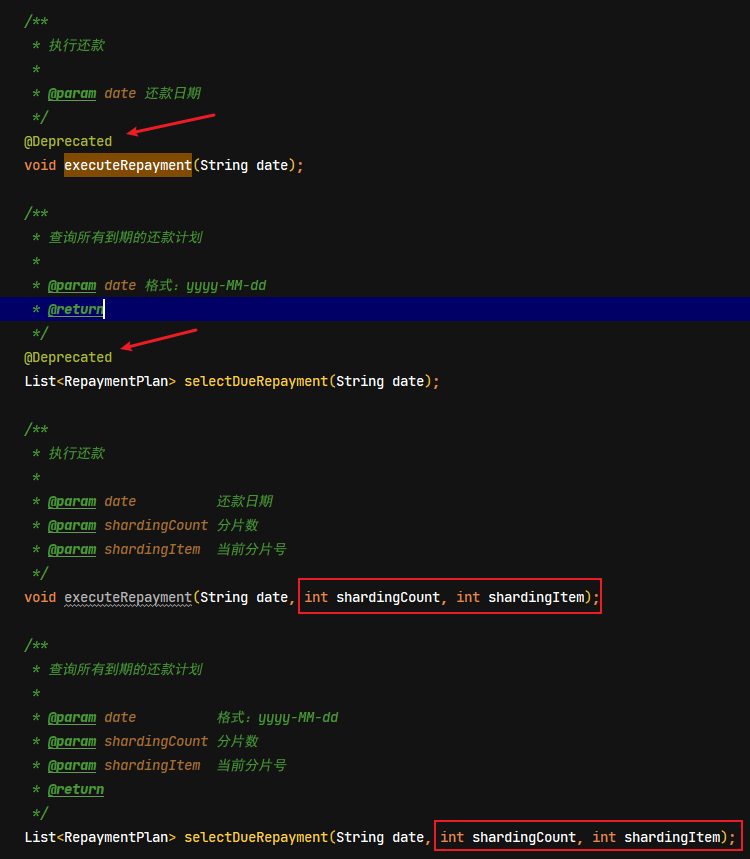 /**
 * 执行还款
 *
 * @param date 还款日期
 */
@Deprecated
void executeRepayment(String date);
/**
 * 查询所有到期的还款计划
 *
 * @param date 格式：yyyy-MM-dd
 * @return
 */
@Deprecated
List<RepaymentPlan> selectDueRepayment(String date);
/**
 * 执行还款
 *
 * @param date 还款日期
 * @param shardingCount 分片数
 * @param shardingItem 当前分片号
 */
void executeRepayment(String date, int shardingCount, int shardingItem);
/**
 * 查询所有到期的还款计划
 *
 * @param date 格式：yyyy-MM-dd
 * @param shardingCount 分片数
 * @param shardingItem 当前分片号
 * @return
 */
List<RepaymentPlan> selectDueRepayment(String date, int shardingCount, int shardingItem);